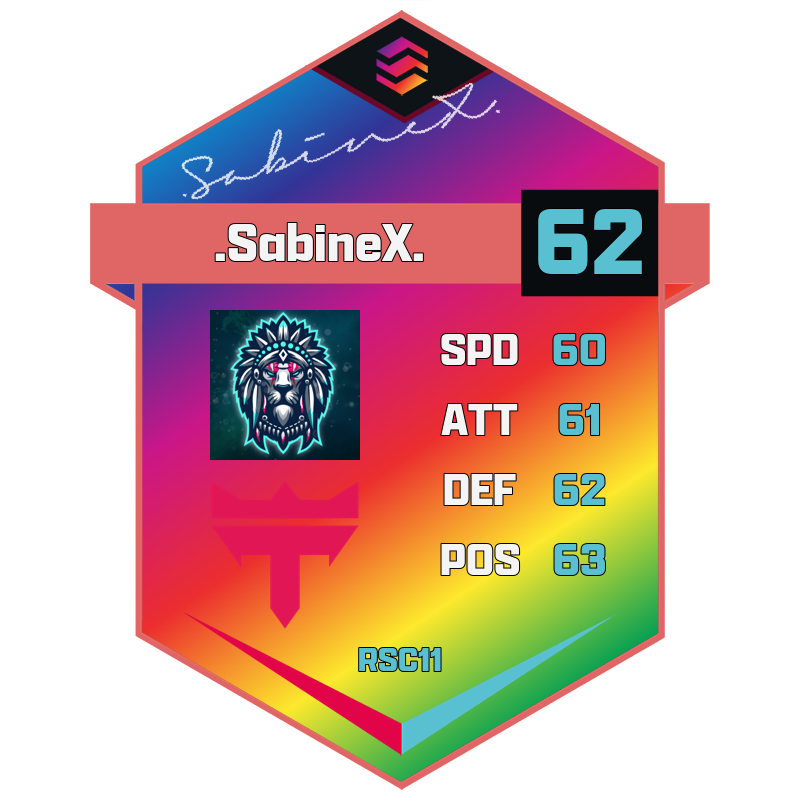 .SabineX.
.SabineX. 62
SPD 60
ATT 61
DEF 62
POS 63
RSC11